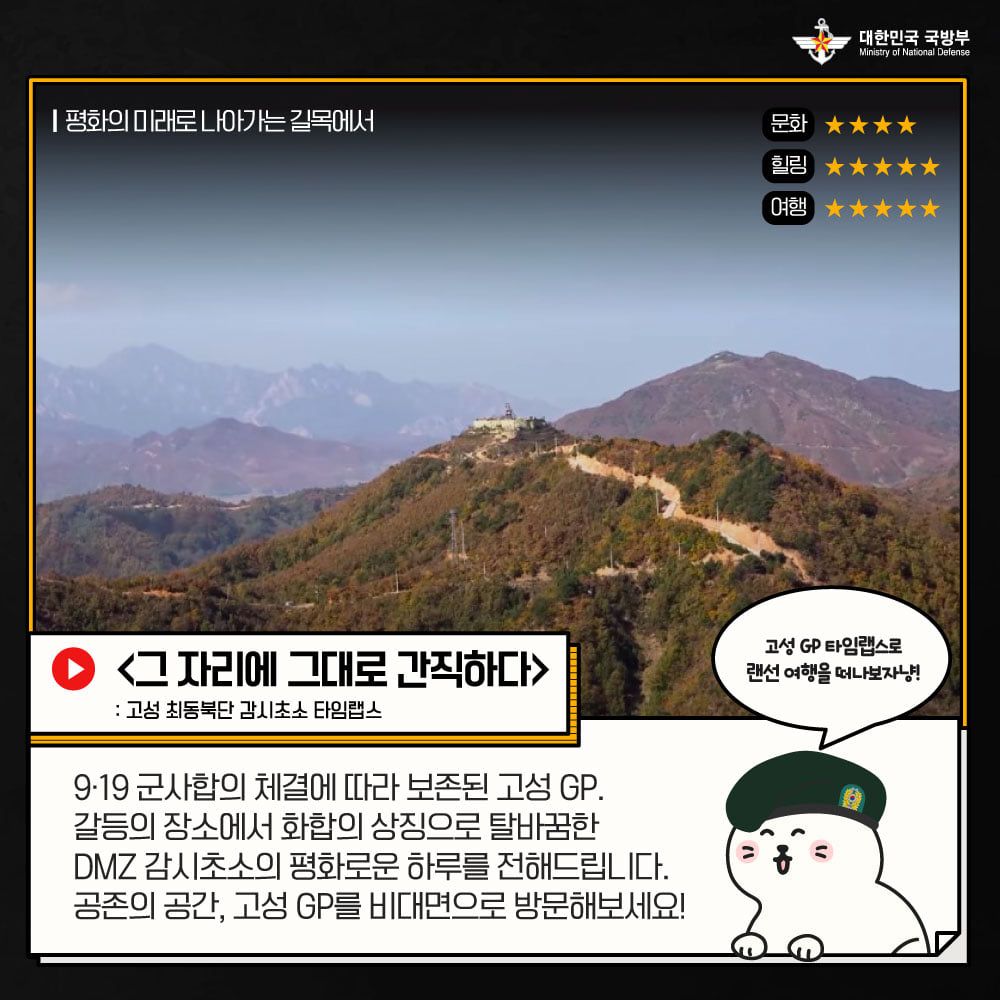 대한민국 국방부
Ministry of National Defense
평화의 미래로 나아가는 길목에서
문화 ★★★★
힐링 ★★★★★
여행 ★★★★★
고성 GP 타임랩스로
랜선 여행을 떠나보자냥!
<그 자리에 그대로 간직하다>
: 고성 최동북단 감시초소 타임랩스
9·19 군사합의 체결에 따라 보존된 고성 GP.
갈등의 장소에서 화합의 상징으로 탈바꿈한
DMZ 감시초소의 평화로운 하루를 전해드립니다.
공존의 공간, 고성 GP를 비대면으로 방문해보세요!